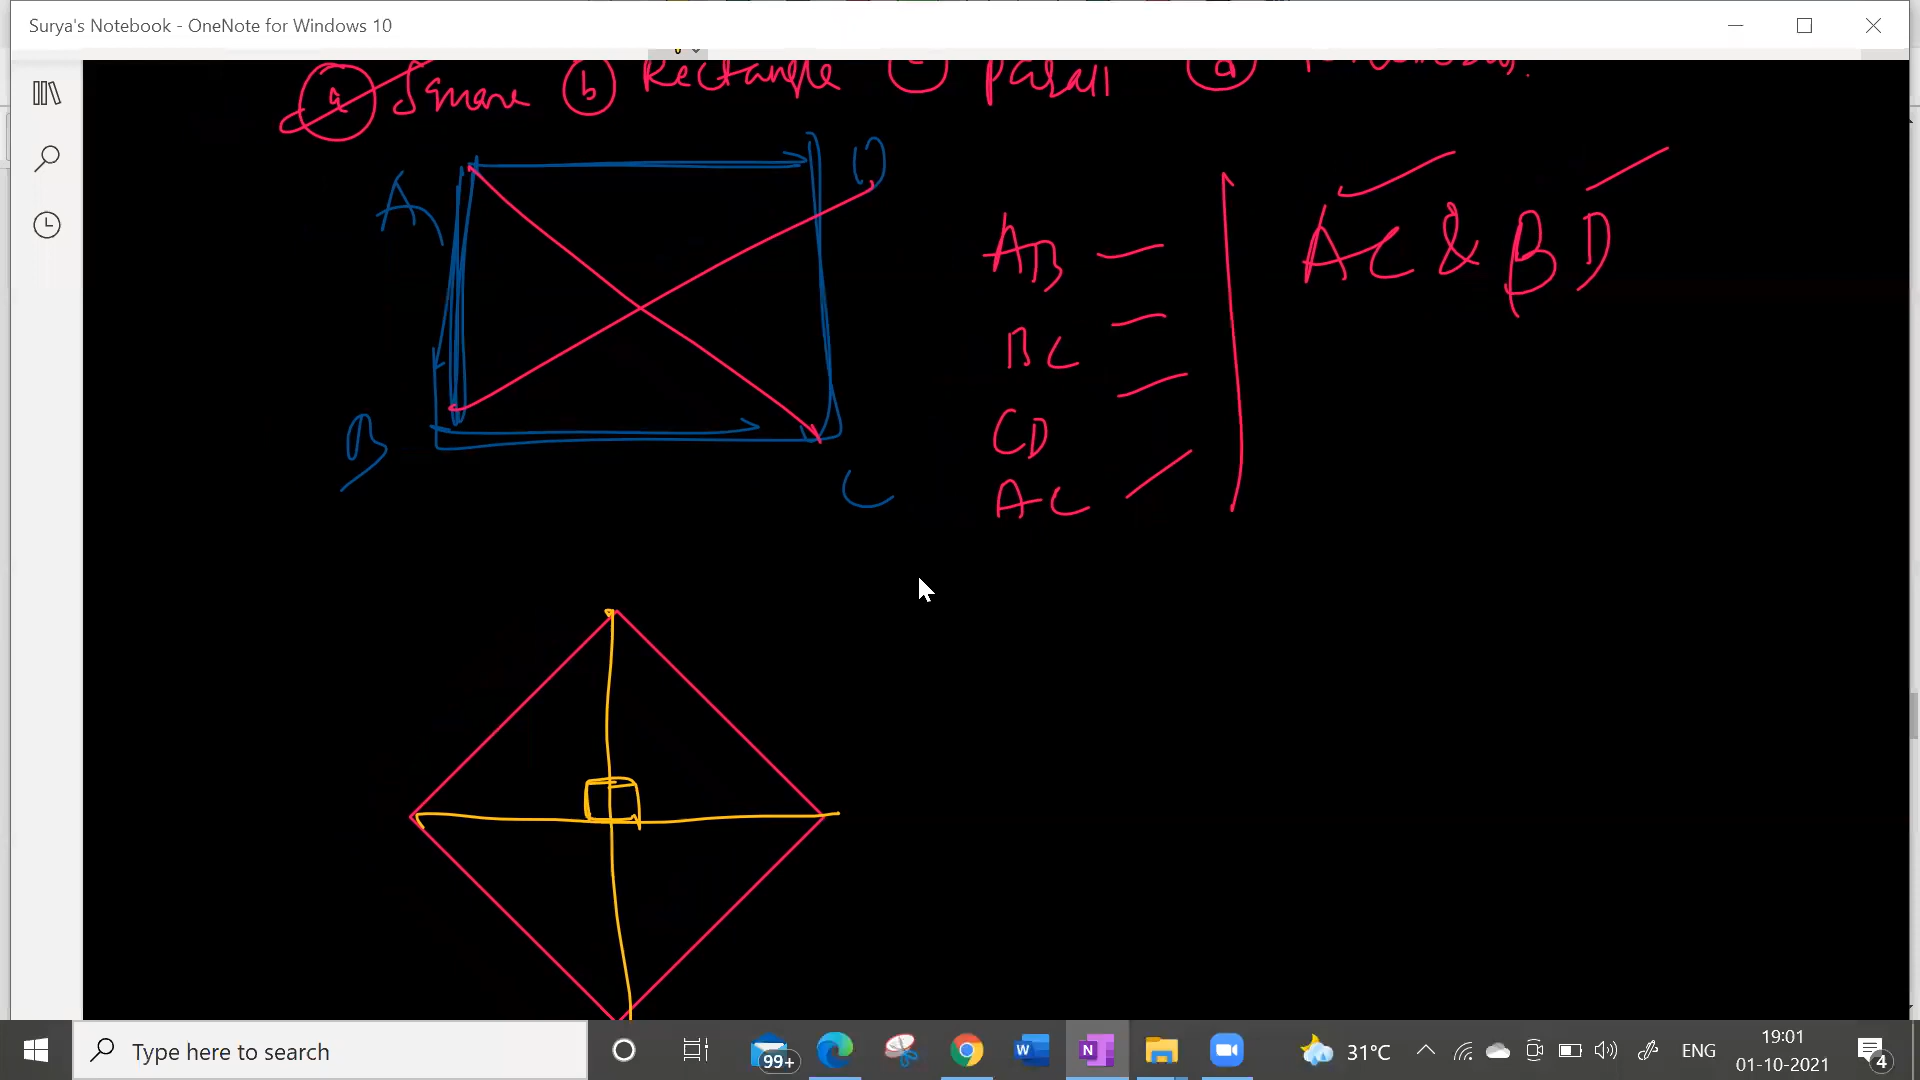 Surya's Notebook - OneNote for Windows 10
a Square b Rectangle c Parall d
A D
AB
AC & BD
BC
CD
B
C
AC
99+
W
N
Type here to search
31°C
ENG
19:01
01-10-2021
4